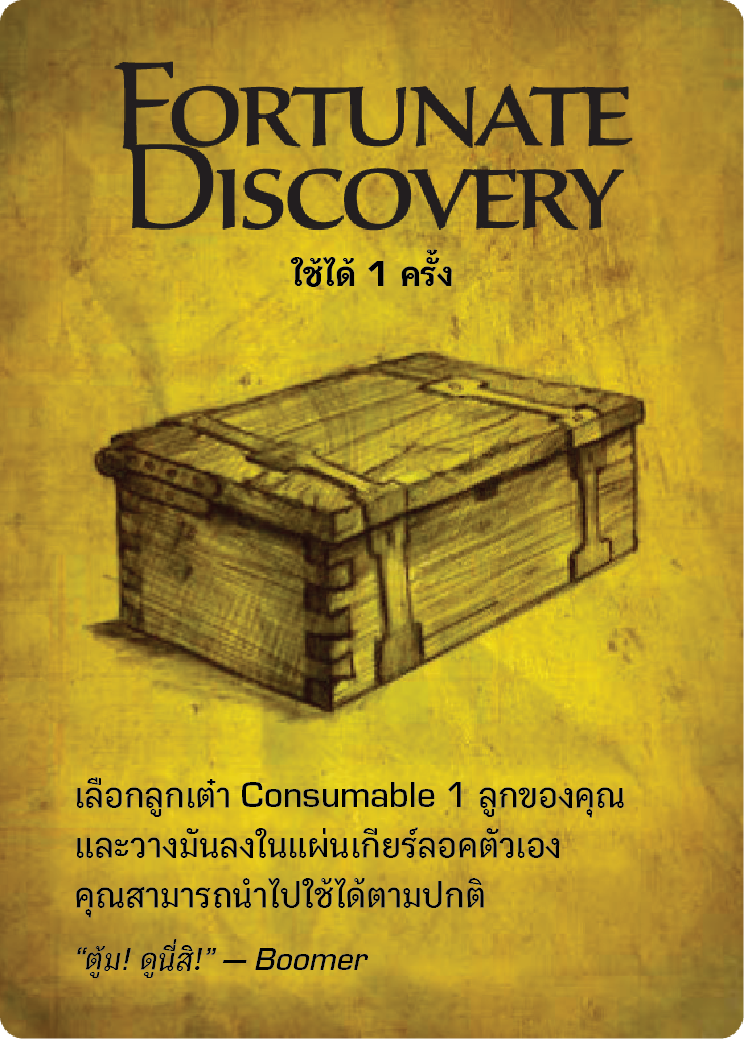 FORTUNATE
DISCOVERY
ใช้ได้ 1 ครั้ง
เลือกลูกเต๋า Consumable 1 ลูกของคุณ
และวางมันลงในแผ่นเกียร์ลอคตัวเอง
คุณสามารถนำไปใช้ได้ตามปกติ
“ตู้ม! ดูนี่สิ!” — Boomer